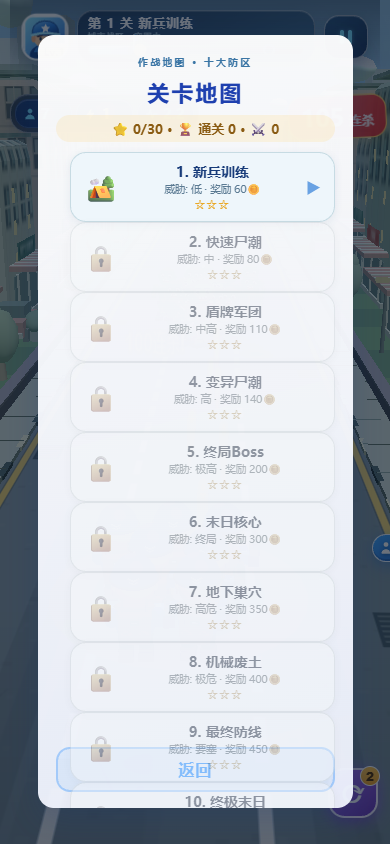 第 1 关 新兵训练
作战地图 • 十大防区
关卡地图
0/30 • 通关 0 • 0
连杀
1. 新兵训练
威胁: 低 · 奖励 60
☆☆☆
2. 快速尸潮
威胁: 中 · 奖励 80
☆☆☆
3. 盾牌军团
威胁: 中高 · 奖励 110
☆☆☆
4. 变异尸潮
威胁: 高 · 奖励 140
☆☆☆
5. 终局Boss
威胁: 极高 · 奖励 200
☆☆☆
6. 末日核心
威胁: 终局 · 奖励 300
☆☆☆
7. 地下巢穴
威胁: 高危 · 奖励 350
☆☆☆
8. 机械废土
威胁: 极危 · 奖励 400
☆☆☆
9. 最终防线
威胁: 要塞 · 奖励 450
☆☆☆
返回
2
10. 终极末日